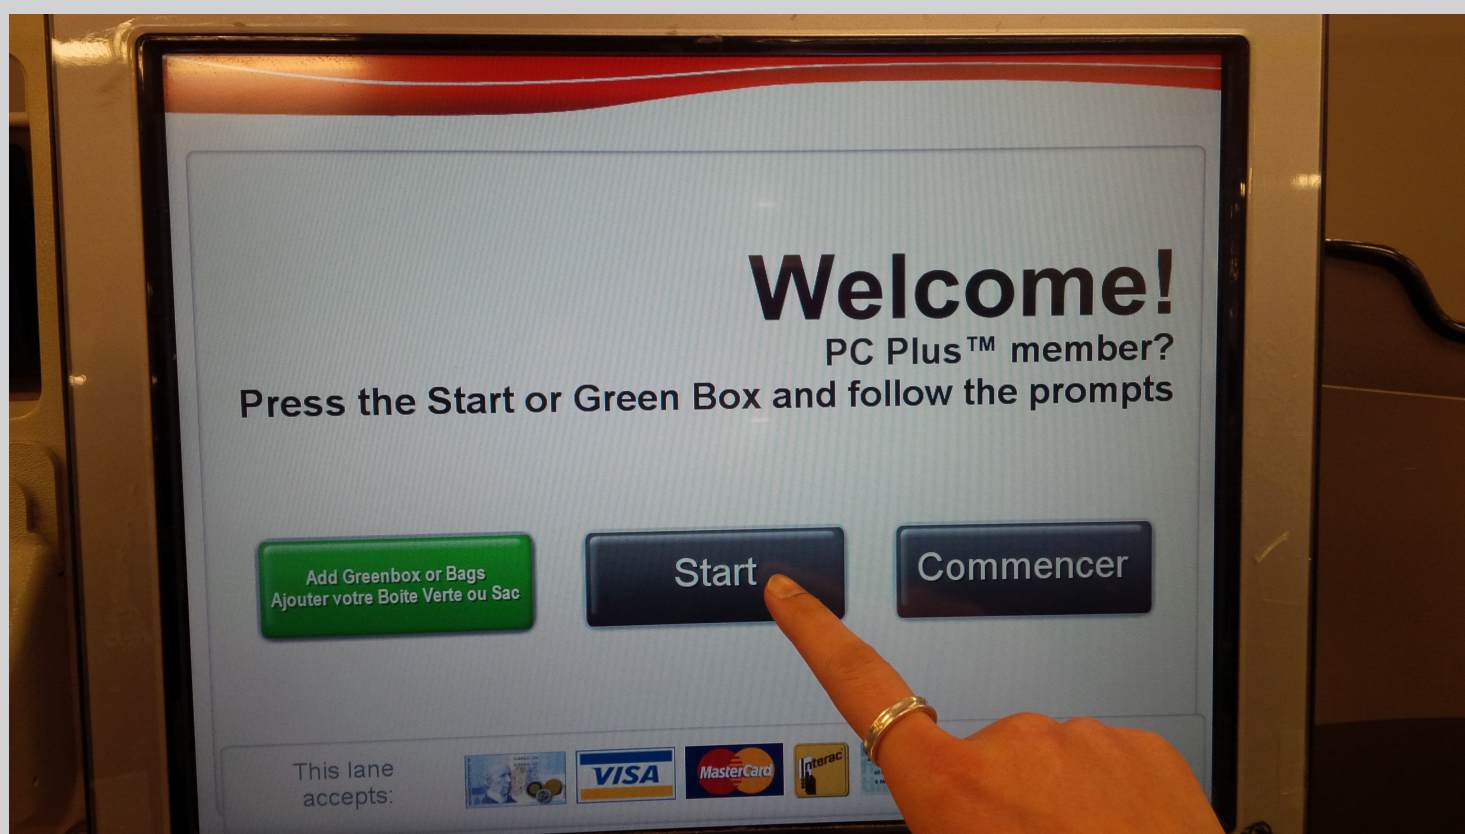 Welcome!
PC Plus™ member?
Press the Start or Green Box and follow the prompts
Add Greenbox or Bags
Ajouter votre Boite Verte ou Sac
Start
Commencer
This lane
accepts:
VISA
MasterCard
Interac